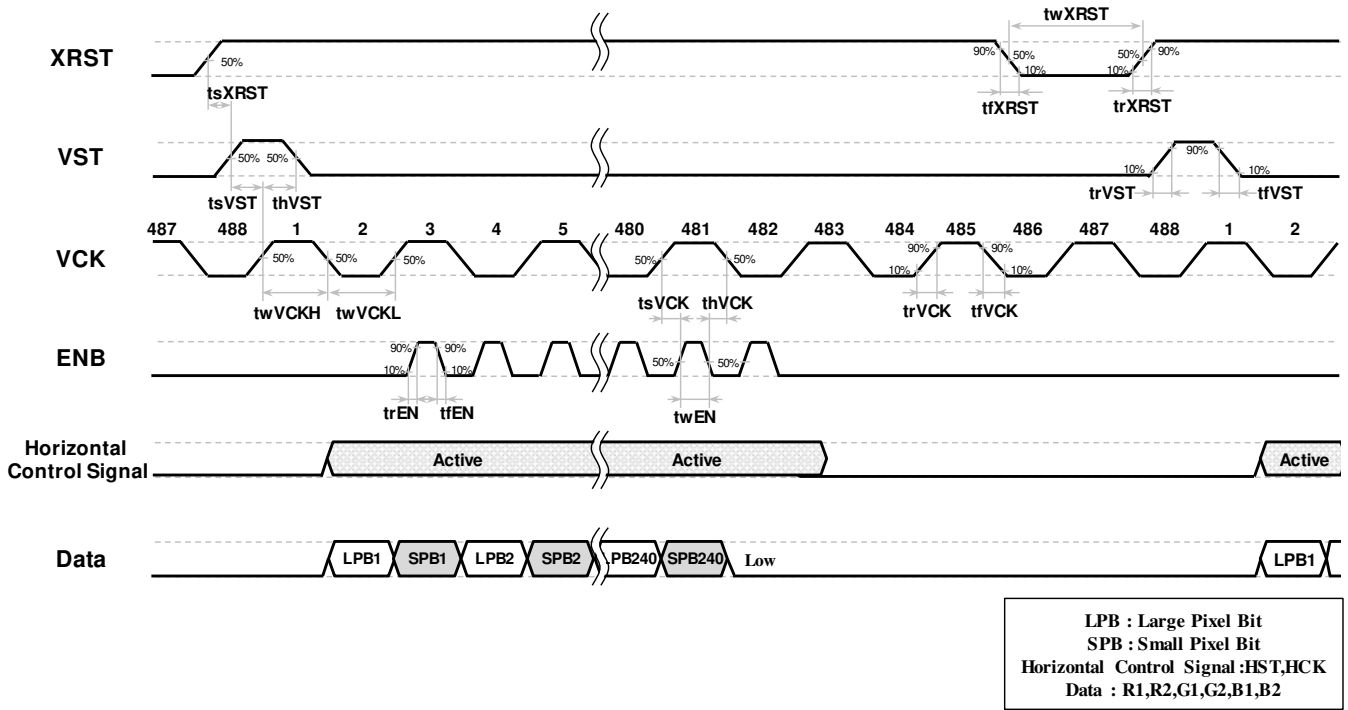 twXRST
XRST
50%
90%
50%
10%
50%
10%
90%
tsXRST
tfXRST
trXRST
VST
50%
50%
10%
90%
10%
tsVST
thVST
trVST
tfVST
487
488
1
2
3
4
5
480
481
482
483
484
485
486
487
488
1
2
VCK
50%
50%
50%
50%
50%
90%
10%
90%
10%
twVCKH
twVCKL
tsVCK
thVCK
trVCK
tfVCK
ENB
90%
10%
90%
10%
50%
50%
trEN
tfEN
twEN
Horizontal
Control Signal
Active
Active
Active
Data
LPB1
SPB1
LPB2
SPB2
.PB240
SPB240
Low
LPB1
LPB : Large Pixel Bit
SPB : Small Pixel Bit
Horizontal Control Signal :HST,HCK
Data : R1,R2,G1,G2,B1,B2